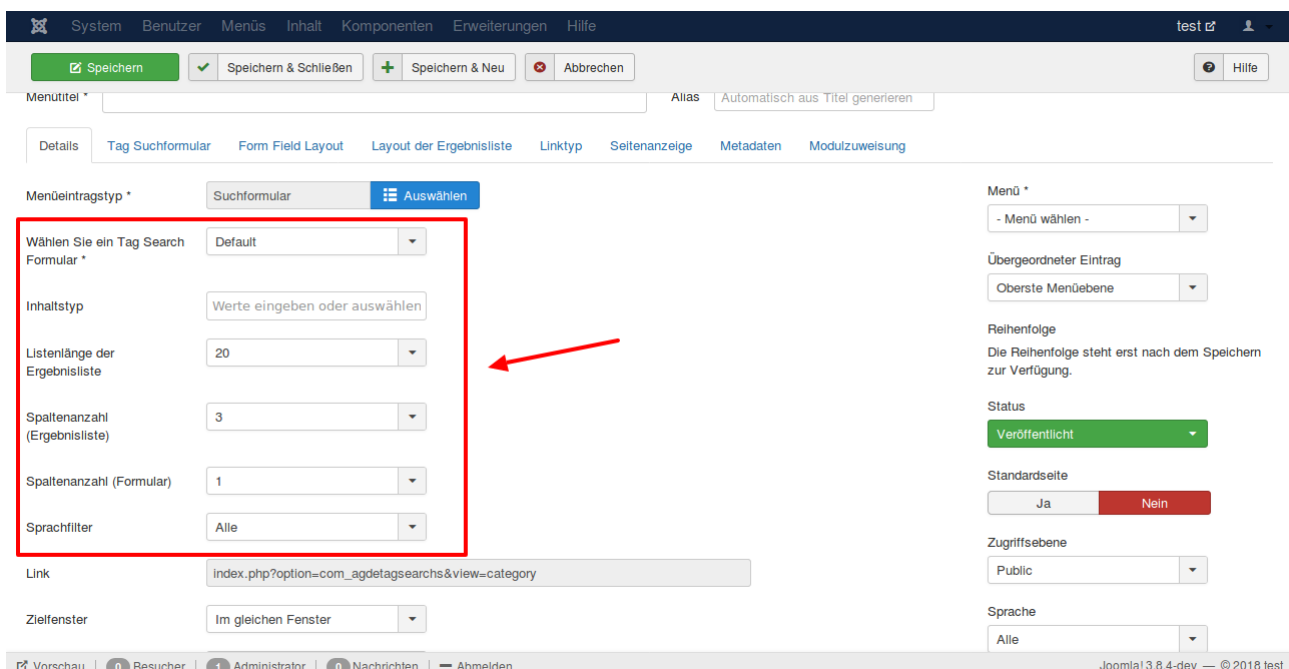 System Benutzer Menüs Inhalt Komponenten Erweiterungen Hilfe test
Speichern Speichern & Schließen Speichern & Neu Abbrechen Hilfe
Menütitel * Alias Automatisch aus Titel generieren
Details Tag Suchformular Form Field Layout Layout der Ergebnisliste Linktyp Seitenanzeige Metadaten Modulzuweisung
Menüeintragstyp * Suchformular Auswählen
Wählen Sie ein Tag Search
Formular *
Default
Inhaltstyp Werte eingeben oder auswählen
Listenlänge der
Ergebnisliste
20
Spaltenanzahl
(Ergebnisliste)
3
Spaltenanzahl (Formular) 1
Sprachfilter Alle
Link index.php?option=com_agdetagsearchs&view=category
Zielfenster Im gleichen Fenster
Menü *
- Menü wählen -
Übergeordneter Eintrag
Oberste Menüebene
Reihenfolge
Die Reihenfolge steht erst nach dem Speichern
zur Verfügung.
Status
Veröffentlicht
Standardseite
Ja Nein
Zugriffsebene
Public
Sprache
Alle
Vorschau 0 Besucher 1 Administrator 0 Nachrichten Abmelden Joomla! 3.8.4-dev — © 2018 test